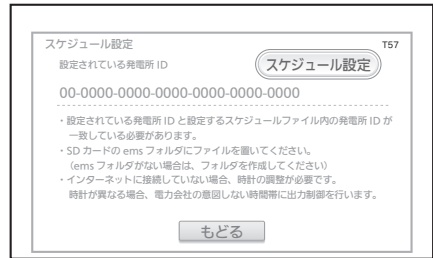 スケジュール設定
T57
設定されている発電所 ID
スケジュール設定
00-0000-0000-0000-0000-0000-0000
・設定されている発電所 ID と設定するスケジュールファイル内の発電所 ID が
一致している必要があります。
・SD カードの ems フォルダにファイルを置いてください。
（ems フォルダがない場合は、フォルダを作成してください）
・インターネットに接続していない場合、時計の調整が必要です。
時計が異なる場合、電力会社の意図しない時間帯に出力制御を行います。
もどる